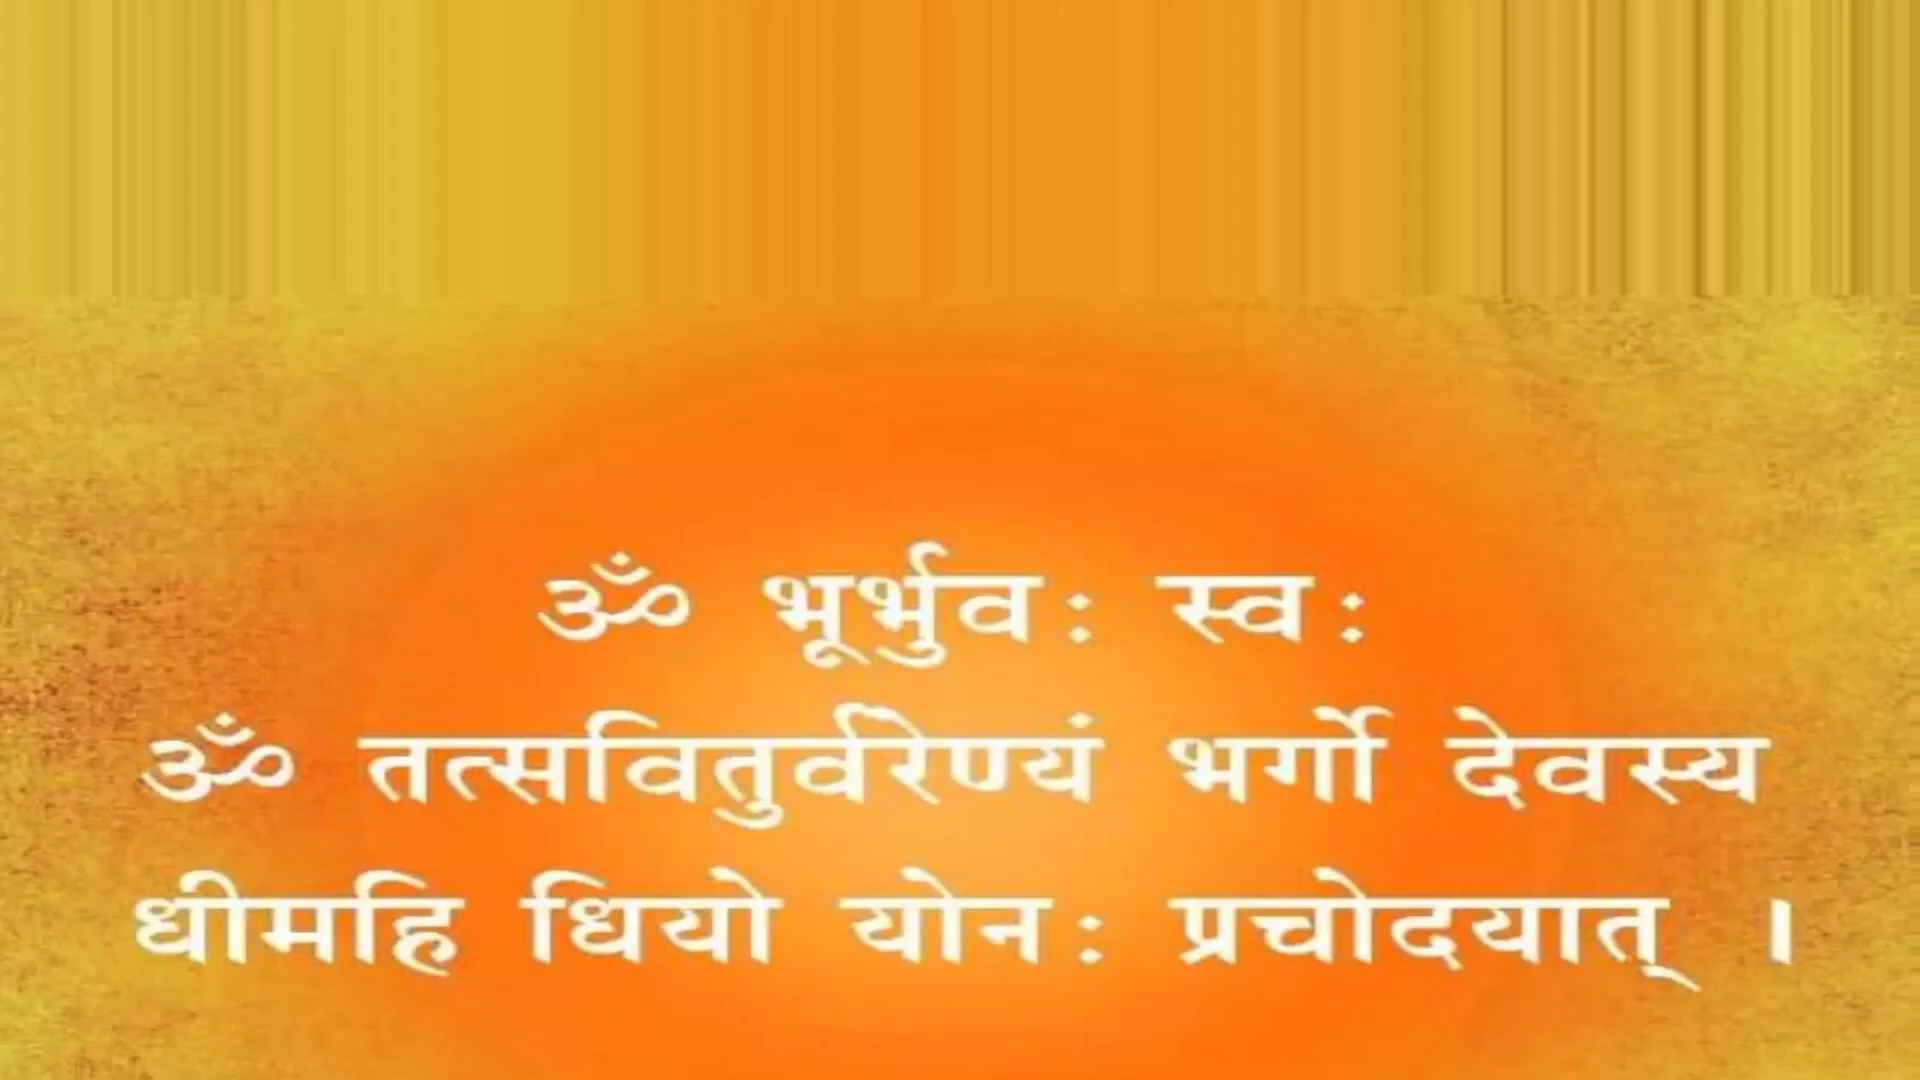 ॐ भूर्भुवः स्वः
ॐ तत्सवितुर्वरेण्यं भर्गो देवस्य
धीमहि धियो योनः प्रचोदयात् ।